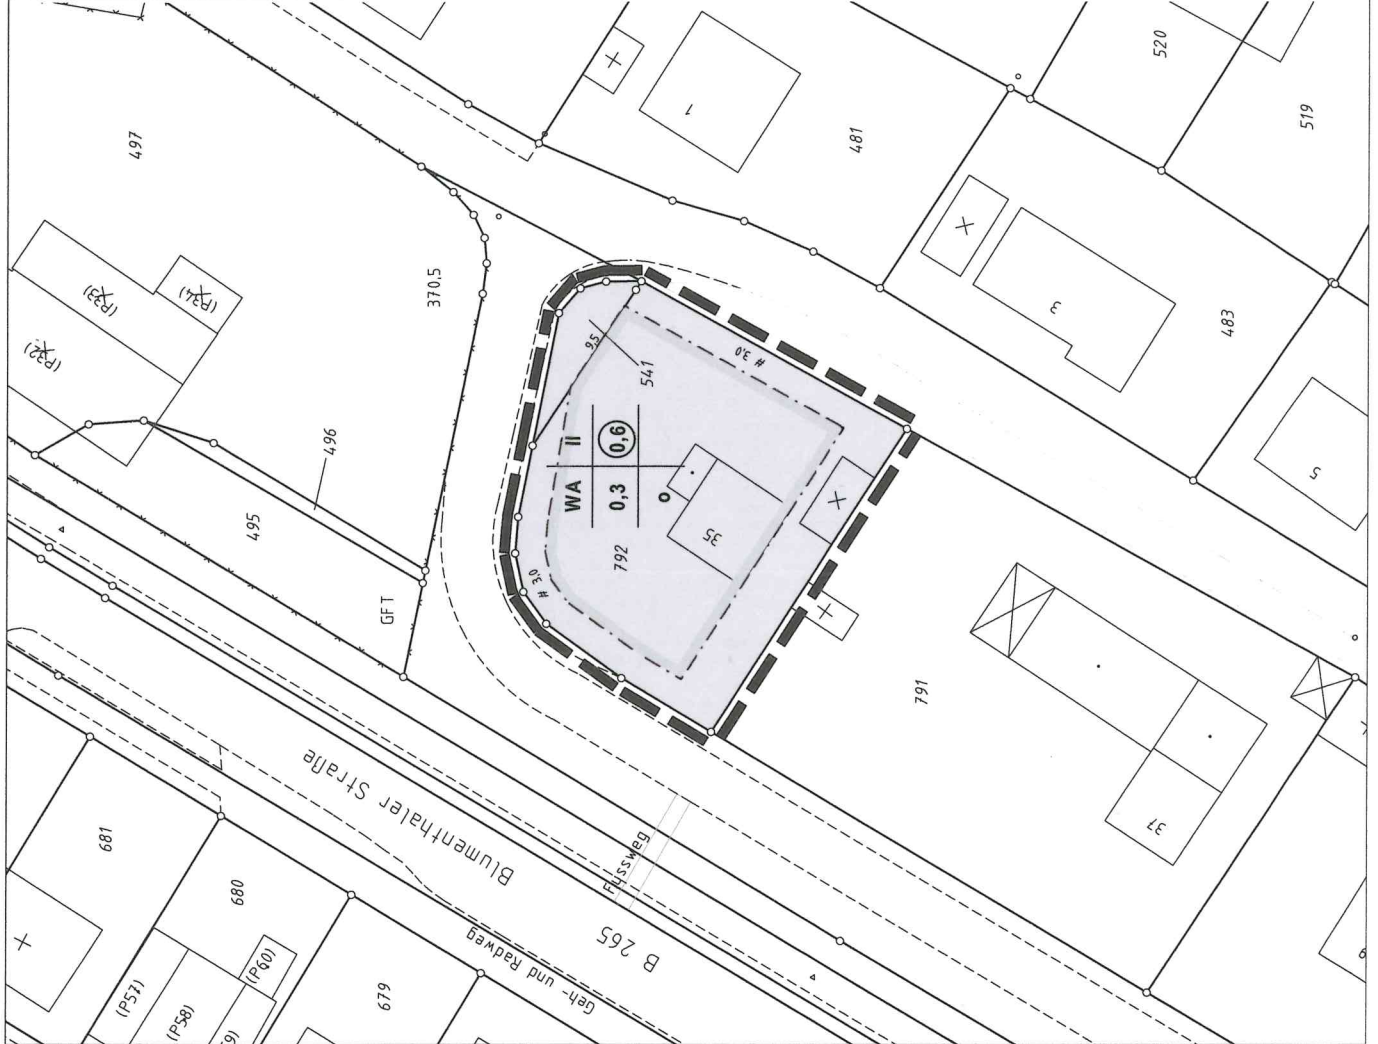 520
519
1
481
497
(P34)
(P33)
(P32)
370,5
3
483
9,5
541
# 3,0
496
495
WA II
0,3 0,6
o
35
792
# 3,0
GFT
5
791
37
Blumenthaler Straße
Fussweg
B 265
Geh- und Radweg
681
680
679
(P57)
(P58)
(P60)
9)